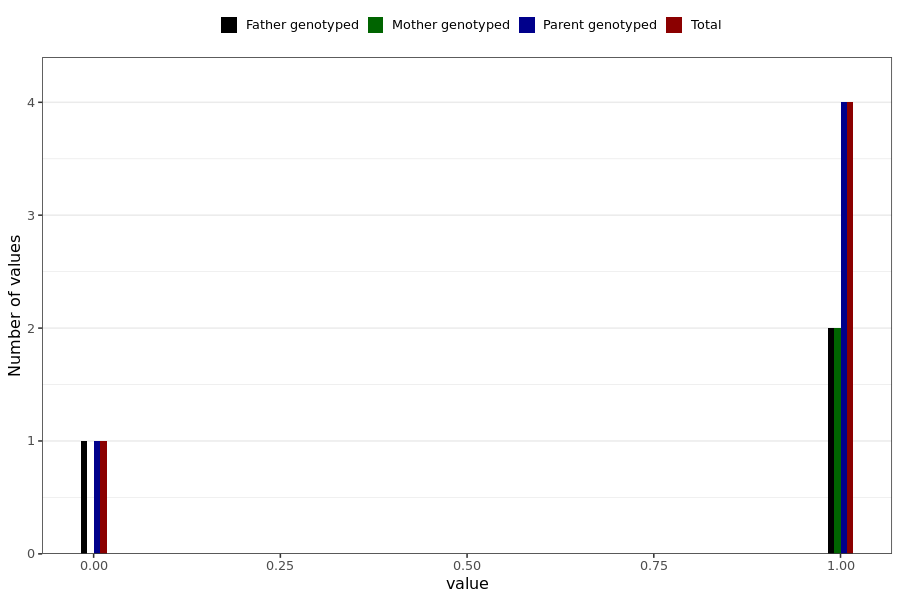 Father genotyped Mother genotyped Parent genotyped Total
4
3
2
1
0
Number of values
0.00 0.25 0.50 0.75 1.00
value